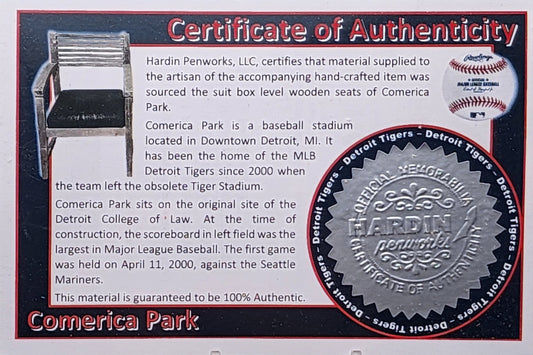 Certificate of Authenticity
Hardin Penworks, LLC, certifies that material supplied to
the artisan of the accompanying hand-crafted item was
sourced the suit box level wooden seats of Comerica
Park.
Comerica Park is a baseball stadium
located in Downtown Detroit, MI. It
has been the home of the MLB
Detroit Tigers since 2000 when
the team left the obsolete Tiger Stadium.
Comerica Park sits on the original site of the
Detroit College of Law. At the time of
construction, the scoreboard in left field was the
largest in Major League Baseball. The first game
was held on April 11, 2000, against the Seattle
Mariners.
This material is guaranteed to be 100% Authentic.
Comerica Park
Rawlings
MAJOR LEAGUE BASEBALL
Detroit Tigers - Detroit Tigers - Detroit Tigers - Detroit Tigers - Detroit Tigers - Detroit Tigers -
OFFICIAL MEMORABILIA
HARDIN
penworks
CERTIFICATE OF AUTHENTICITY